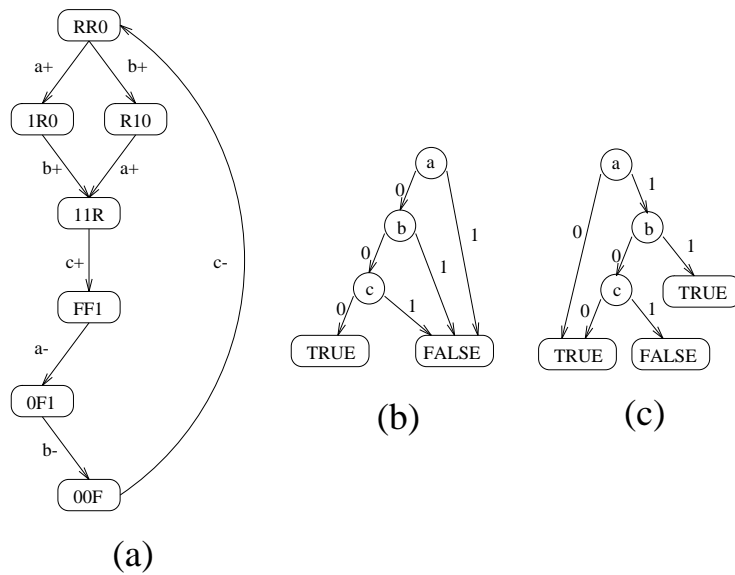 RR0
a+
b+
1R0
R10
b+
a+
11R
c+
c-
FF1
a-
0F1
b-
00F
(a)
a
0
b
1
0
1
c
0
1
TRUE
FALSE
(b)
a
1
0
b
0
1
c
TRUE
0
1
TRUE
FALSE
(c)